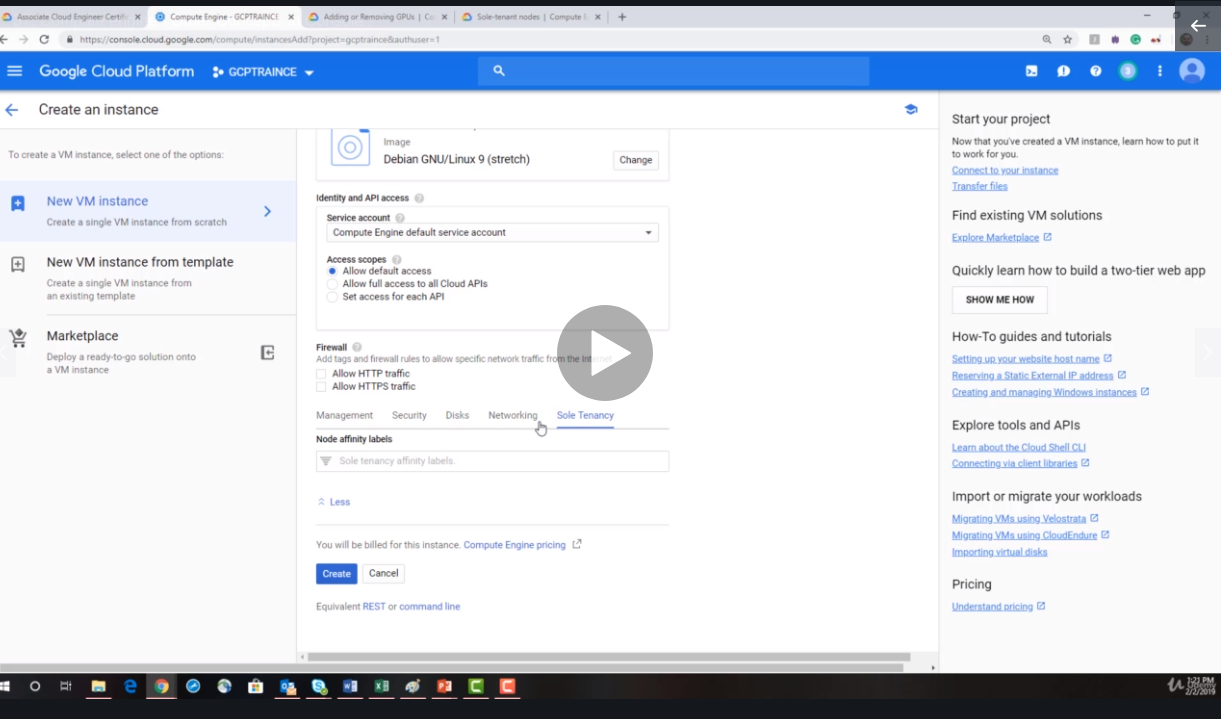 Associate Cloud Engineer Certif
Compute Engine - GCPTRAINCE
Adding or Removing GPUs | Co
Sole-tenant nodes | Compute E
https://console.cloud.google.com/compute/instancesAdd?project=gcptraince&authuser=1
Google Cloud Platform
GCPTRAINCE
Create an instance
To create a VM instance, select one of the options:
New VM instance
Create a single VM instance from scratch
New VM instance from template
Create a single VM instance from
an existing template
Marketplace
Deploy a ready-to-go solution onto
a VM instance
Image
Debian GNU/Linux 9 (stretch)
Change
Identity and API access
Service account
Compute Engine default service account
Access scopes
Allow default access
Allow full access to all Cloud APIs
Set access for each API
Firewall
Add tags and firewall rules to allow specific network traffic from the Internet
Allow HTTP traffic
Allow HTTPS traffic
Management Security Disks Networking Sole Tenancy
Node affinity labels
Sole tenancy affinity labels.
Less
You will be billed for this instance. Compute Engine pricing
Create Cancel
Equivalent REST or command line
Start your project
Now that you've created a VM instance, learn how to put it
to work for you.
Connect to your instance
Transfer files
Find existing VM solutions
Explore Marketplace
Quickly learn how to build a two-tier web app
SHOW ME HOW
How-To guides and tutorials
Setting up your website host name
Reserving a Static External IP address
Creating and managing Windows instances
Explore tools and APIs
Learn about the Cloud Shell CLI
Connecting via client libraries
Import or migrate your workloads
Migrating VMs using Velostrata
Migrating VMs using CloudEndure
Importing virtual disks
Pricing
Understand pricing
1:21 PM
Udemy
2/2/2019